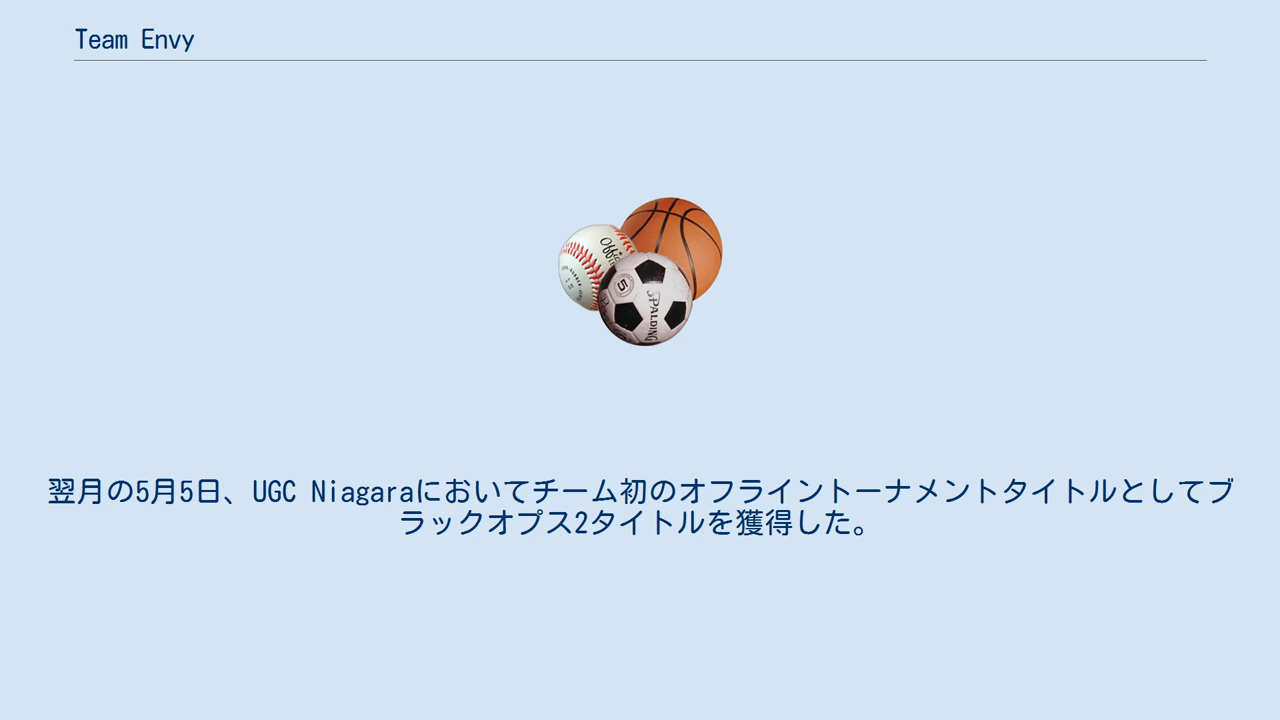 Team Envy
Offici
5
SPALDING
翌月の5月5日、UGC Niagaraにおいてチーム初のオフライントーナメントタイトルとしてブ
ラックオプス2タイトルを獲得した。